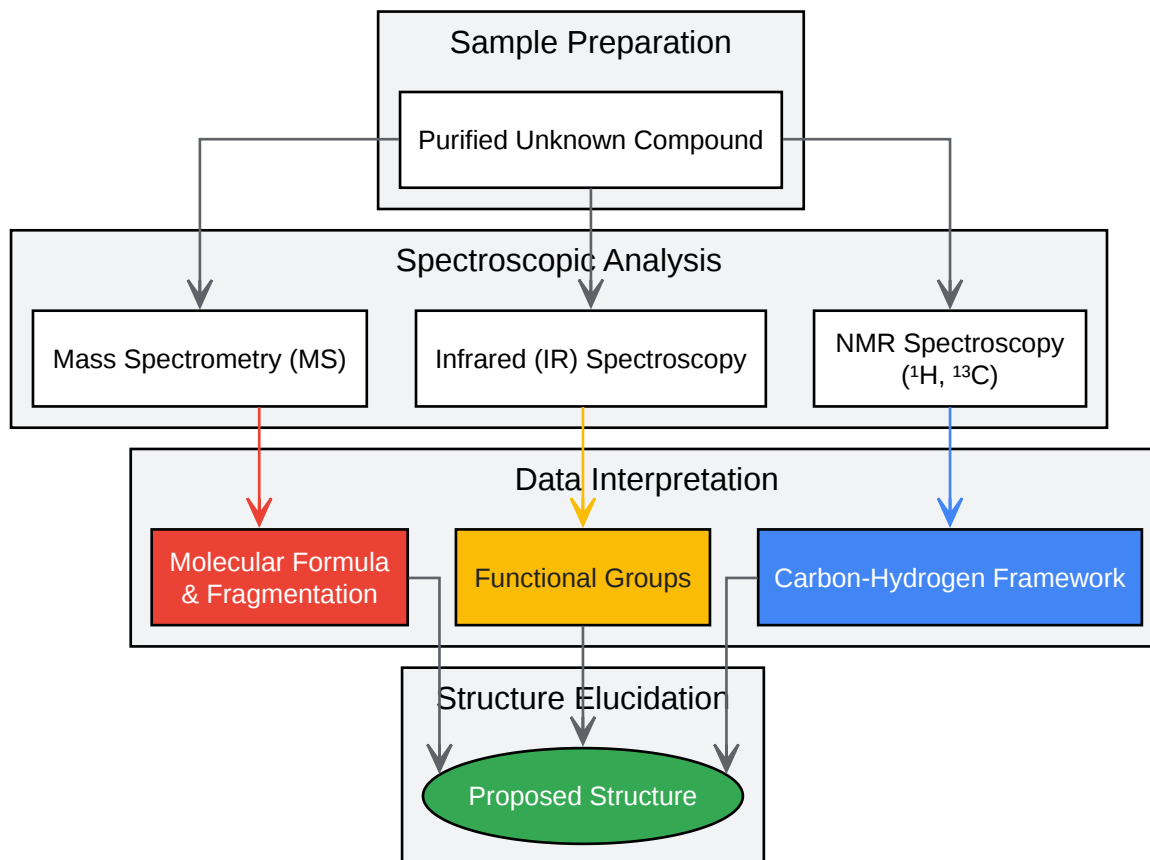 Sample Preparation
Purified Unknown Compound
Spectroscopic Analysis
Mass Spectrometry (MS)
Infrared (IR) Spectroscopy
NMR Spectroscopy
(¹H, ¹³C)
Data Interpretation
Molecular Formula
& Fragmentation
Functional Groups
Carbon-Hydrogen Framework
Structure Elucidation
Proposed Structure